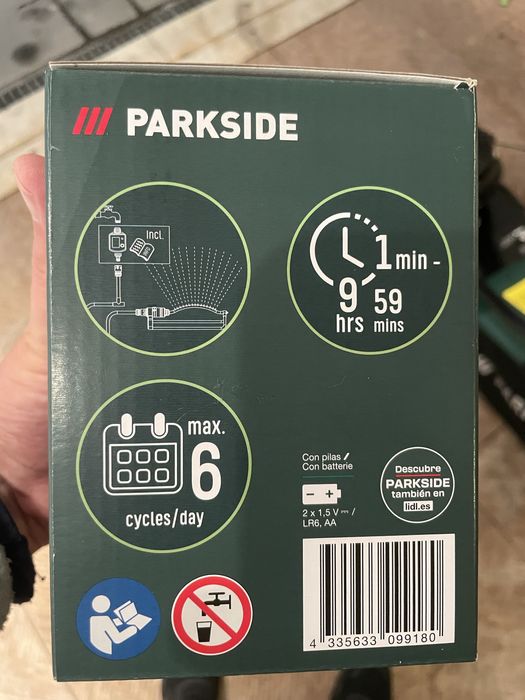 PARKSIDE
Incl.
1 min -
9 hrs 59 mins
max.
6
cycles/day
Con pilas /
Con batterie
- +
2 x 1,5 V ⎓ /
LR6, AA
Descubre
PARKSIDE
también en
lidl.es
4 335633 099180